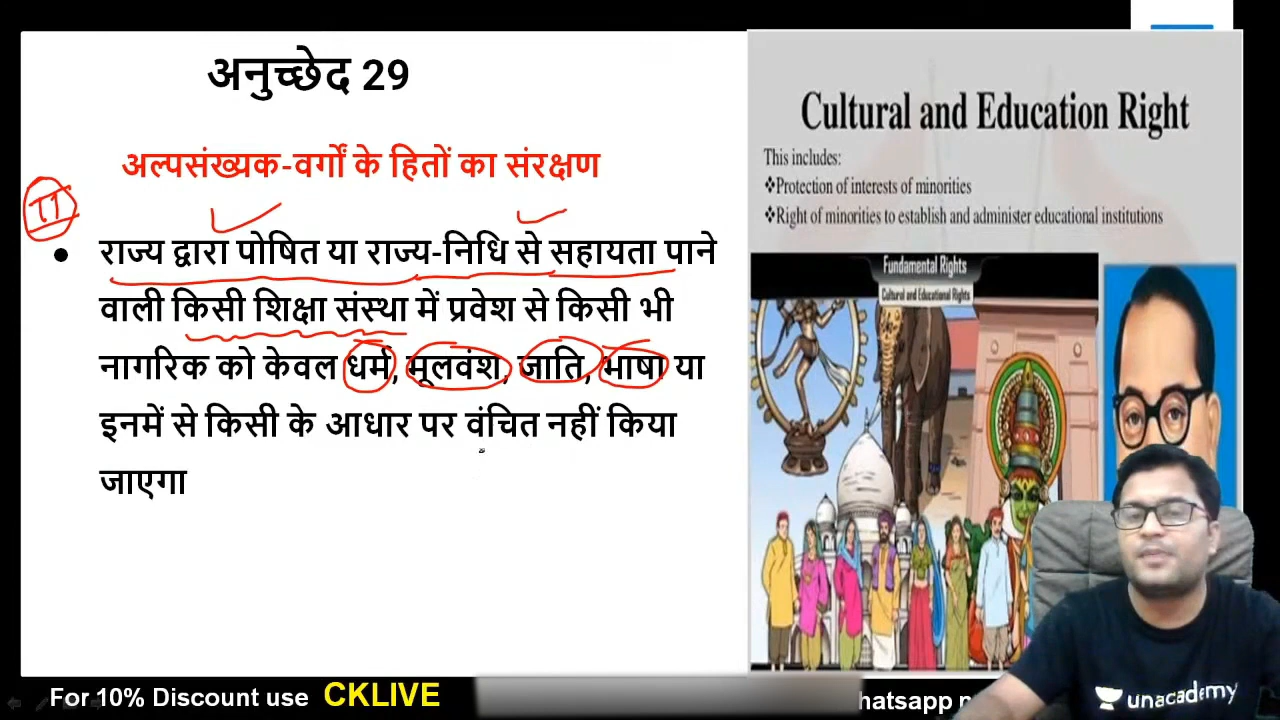 अनुच्छेद 29
अल्पसंख्यक-वर्गों के हितों का संरक्षण
II
• राज्य द्वारा पोषित या राज्य-निधि से सहायता पाने
वाली किसी शिक्षा संस्था में प्रवेश से किसी भी
नागरिक को केवल धर्म, मूलवंश, जाति, भाषा या
इनमें से किसी के आधार पर वंचित नहीं किया
जाएगा
Cultural and Education Right
This includes:
❖Protection of interests of minorities
❖Right of minorities to establish and administer educational institutions
Fundamental Rights
Cultural and Educational Rights
unacademy
For 10% Discount use CKLIVE